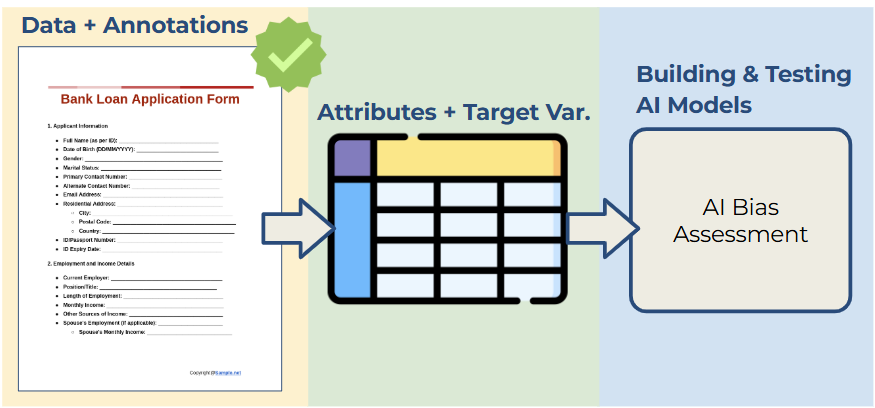 Data + Annotations
Bank Loan Application Form
1. Applicant Information
Full Name (as per ID):
Date of Birth (DD/MM/YYYY):
Gender:
Marital Status:
Primary Contact Number:
Alternate Contact Number:
Email Address:
Residential Address:
City:
Postal Code:
Country:
ID/Passport Number:
ID Expiry Date:
2. Employment and Income Details
Current Employer:
Position/Title:
Length of Employment:
Monthly Income:
Other Sources of Income:
Spouse's Employment (if applicable):
Spouse's Monthly Income:
Copyright@Sample.net
Attributes + Target Var.
Building & Testing
AI Models
AI Bias
Assessment